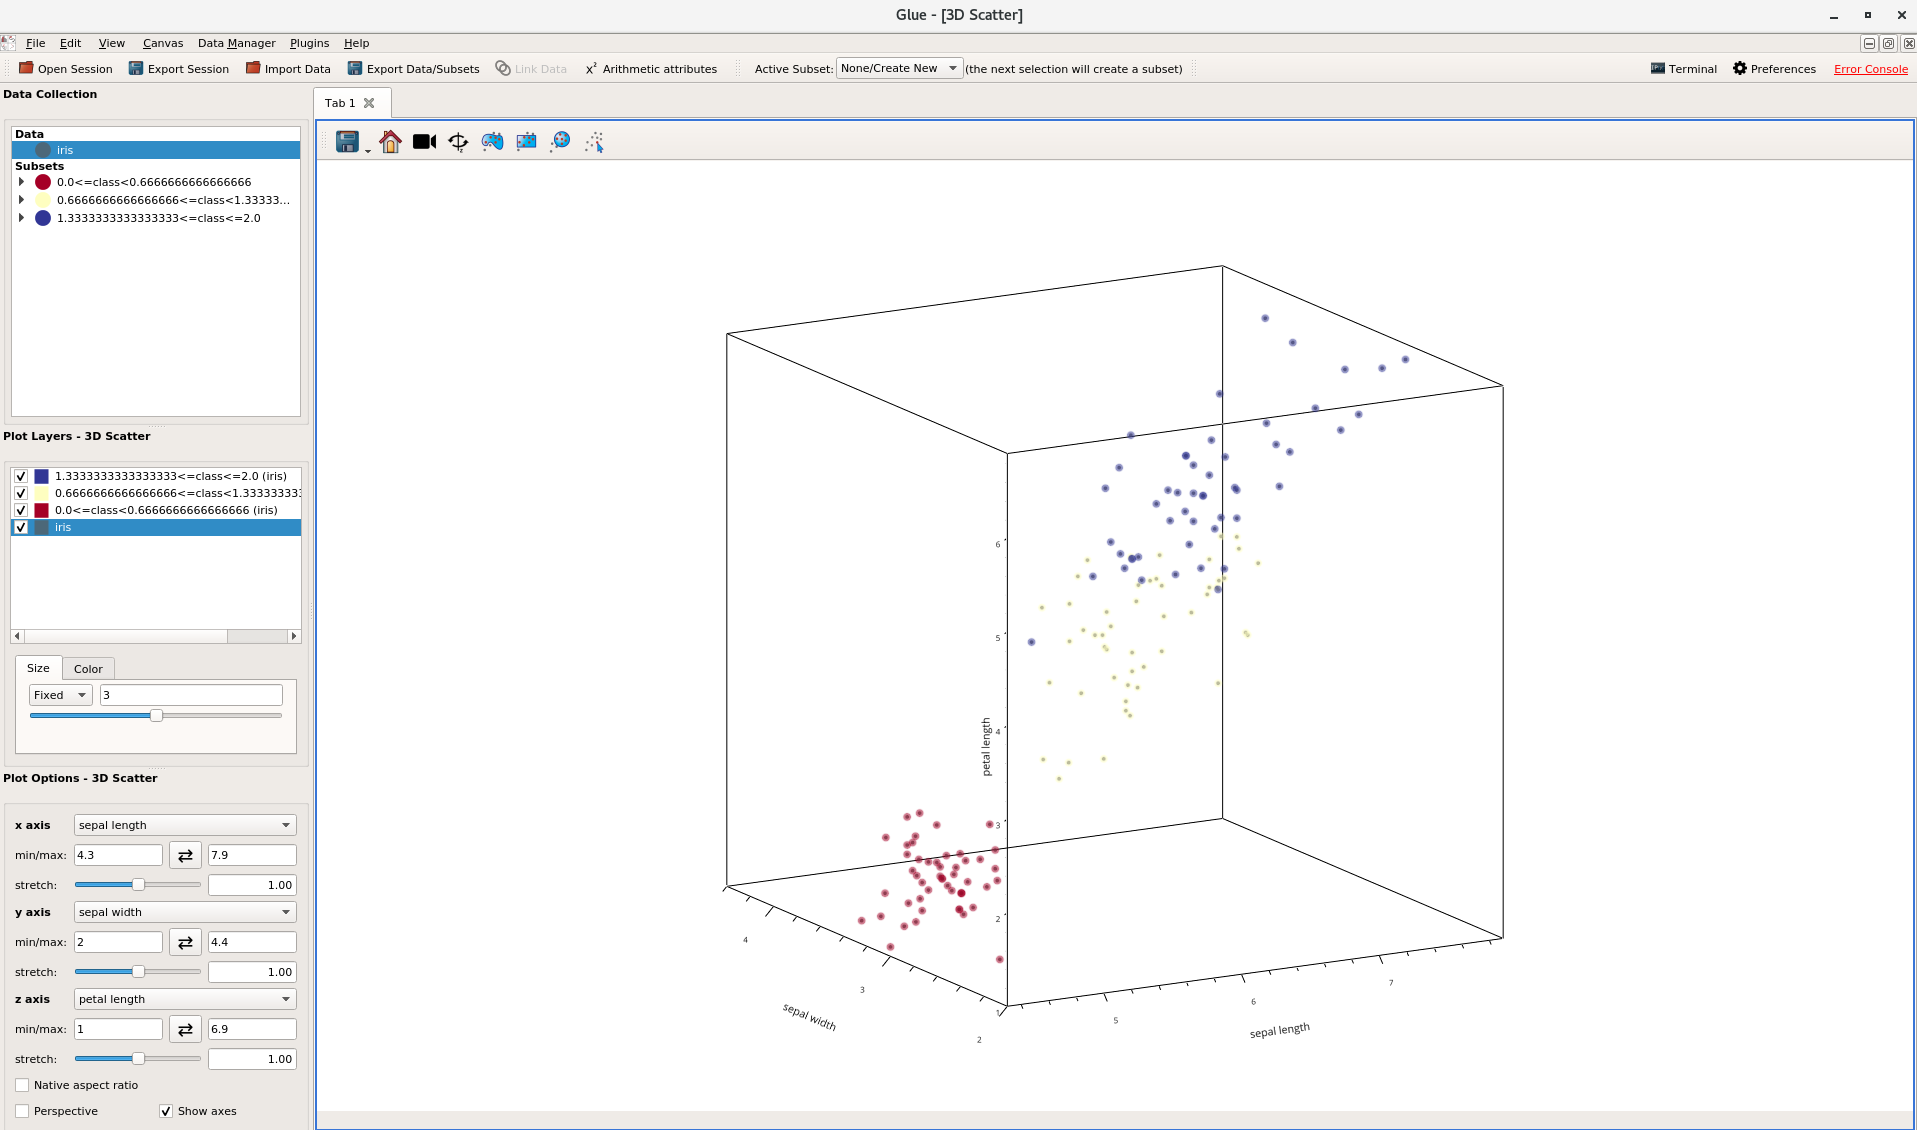 Glue - [3D Scatter]
File Edit View Canvas Data Manager Plugins Help
Open Session Export Session Import Data Export Data/Subsets Link Data x² Arithmetic attributes Active Subset: None/Create New (the next selection will create a subset) Terminal Preferences Error Console
Data Collection
Tab 1
Data
iris
Subsets
0.0<=class<0.6666666666666666
0.6666666666666666<=class<1.33333...
1.3333333333333333<=class<=2.0
Plot Layers - 3D Scatter
1.3333333333333333<=class<=2.0 (iris)
0.6666666666666666<=class<1.333333333
0.0<=class<0.6666666666666666 (iris)
iris
Size Color
Fixed 3
Plot Options - 3D Scatter
x axis sepal length
min/max: 4.3 7.9
stretch: 1.00
y axis sepal width
min/max: 2 4.4
stretch: 1.00
z axis petal length
min/max: 1 6.9
stretch: 1.00
Native aspect ratio
Perspective Show axes
6
5
4
3
2
1
petal length
4
3
2
sepal width
5
6
7
sepal length